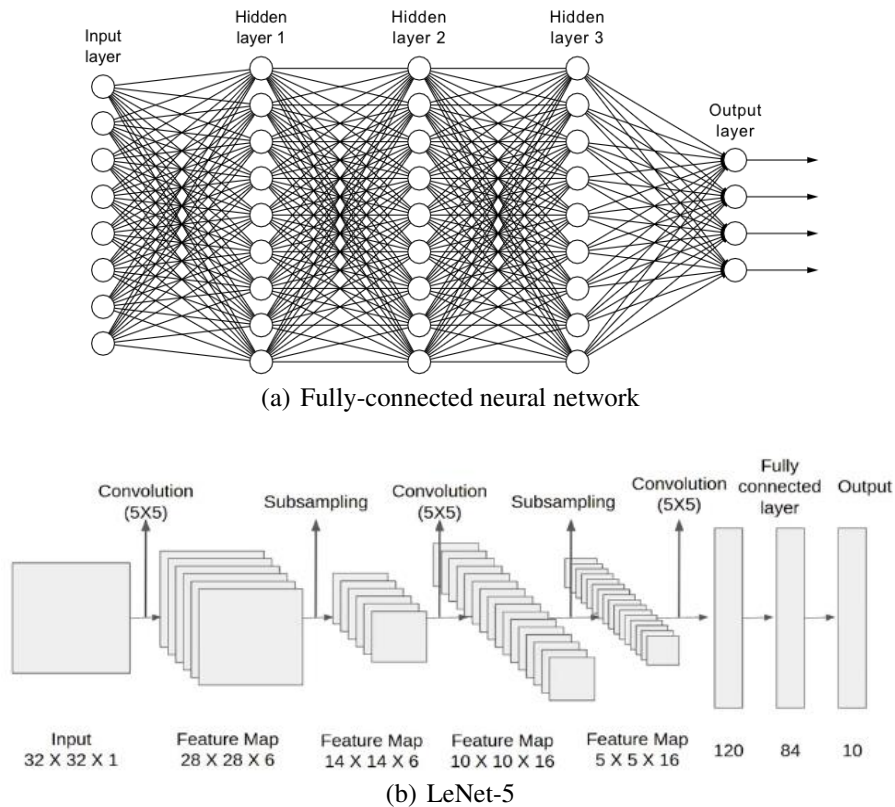 Input
layer
Hidden
layer 1
Hidden
layer 2
Hidden
layer 3
Output
layer
(a) Fully-connected neural network
Convolution
(5X5)
Subsampling
Convolution
(5X5)
Subsampling
Convolution
(5X5)
Fully
connected
layer
Output
Input
32 X 32 X 1
Feature Map
28 X 28 X 6
Feature Map
14 X 14 X 6
Feature Map
10 X 10 X 16
Feature Map
5 X 5 X 16
120
84
10
(b) LeNet-5